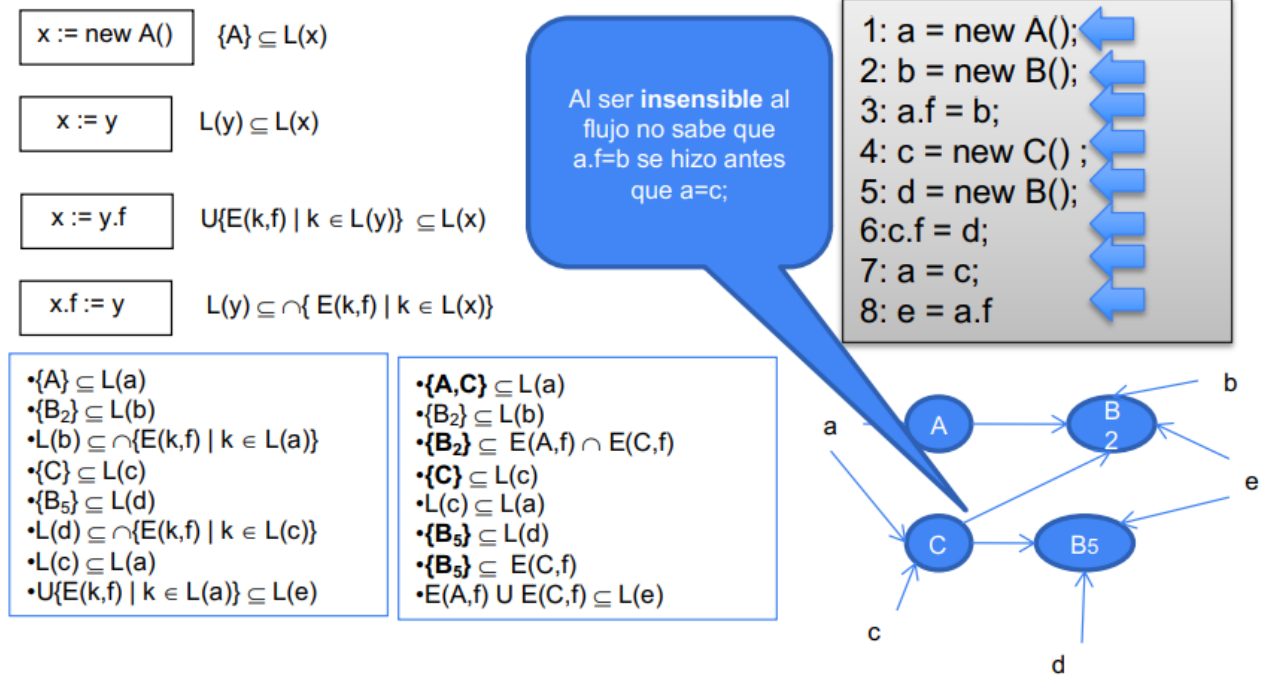 x := new A()
{A} ⊆ L(x)
x := y
L(y) ⊆ L(x)
x := y.f
U{E(k,f) | k ∈ L(y)} ⊆ L(x)
x.f := y
L(y) ⊆ ∩{ E(k,f) | k ∈ L(x)}
Al ser insensible al
flujo no sabe que
a.f=b se hizo antes
que a=c;
1: a = new A();
2: b = new B();
3: a.f = b;
4: c = new C() ;
5: d = new B();
6:c.f = d;
7: a = c;
8: e = a.f
•{A} ⊆ L(a)
•{B₂} ⊆ L(b)
•L(b) ⊆ ∩{E(k,f) | k ∈ L(a)}
•{C} ⊆ L(c)
•{B₅} ⊆ L(d)
•L(d) ⊆ ∩{E(k,f) | k ∈ L(c)}
•L(c) ⊆ L(a)
•U{E(k,f) | k ∈ L(a)} ⊆ L(e)
•{A,C} ⊆ L(a)
•{B₂} ⊆ L(b)
•{B₂} ⊆ E(A,f) ∩ E(C,f)
•{C} ⊆ L(c)
•L(c) ⊆ L(a)
•{B₅} ⊆ L(d)
•{B₅} ⊆ E(C,f)
•E(A,f) U E(C,f) ⊆ L(e)
b
a
A
B
2
e
C
B5
c
d